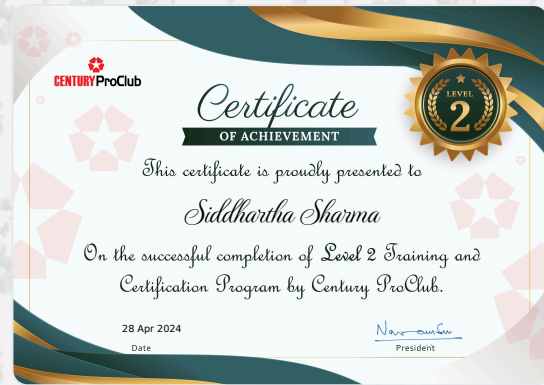 CENTURY ProClub
LEVEL
2
Certificate
OF ACHIEVEMENT
This certificate is proudly presented to
Siddhartha Sharma
On the successful completion of Level 2 Training and
Certification Program by Century ProClub.
28 Apr 2024
Date
President